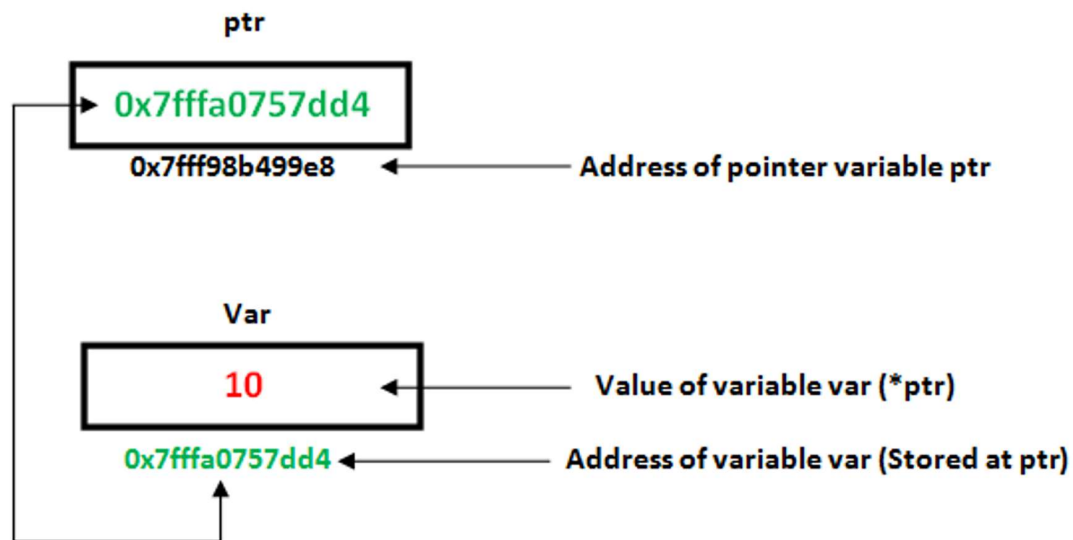 ptr
0x7fffa0757dd4
0x7fff98b499e8
Address of pointer variable ptr
Var
10
Value of variable var (*ptr)
0x7fffa0757dd4
Address of variable var (Stored at ptr)